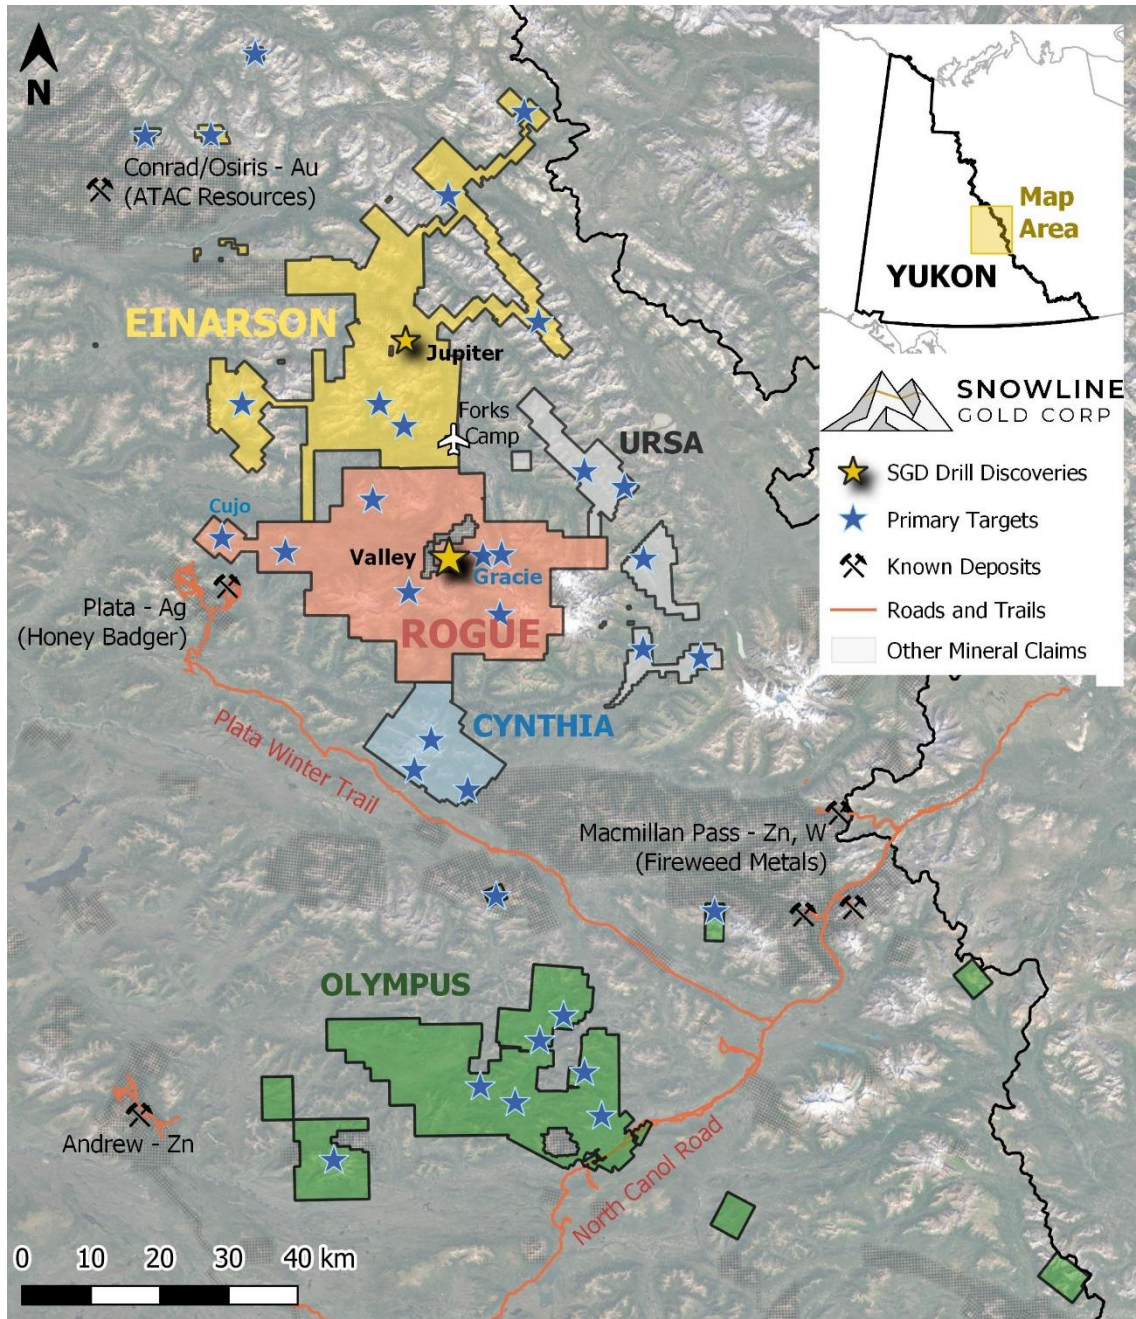 N
Conrad/Osiris - Au
(ATAC Resources)
EINARSON
Jupiter
Forks
Camp
URSA
Cujo
Valley
Gracie
Plata - Ag
(Honey Badger)
ROGUE
CYNTHIA
Plata Winter Trail
Macmillan Pass - Zn, W
(Fireweed Metals)
OLYMPUS
Andrew - Zn
North Canol Road
0 10 20 30 40 km
Map
Area
YUKON
SNOWLINE
GOLD CORP
SGD Drill Discoveries
Primary Targets
Known Deposits
Roads and Trails
Other Mineral Claims